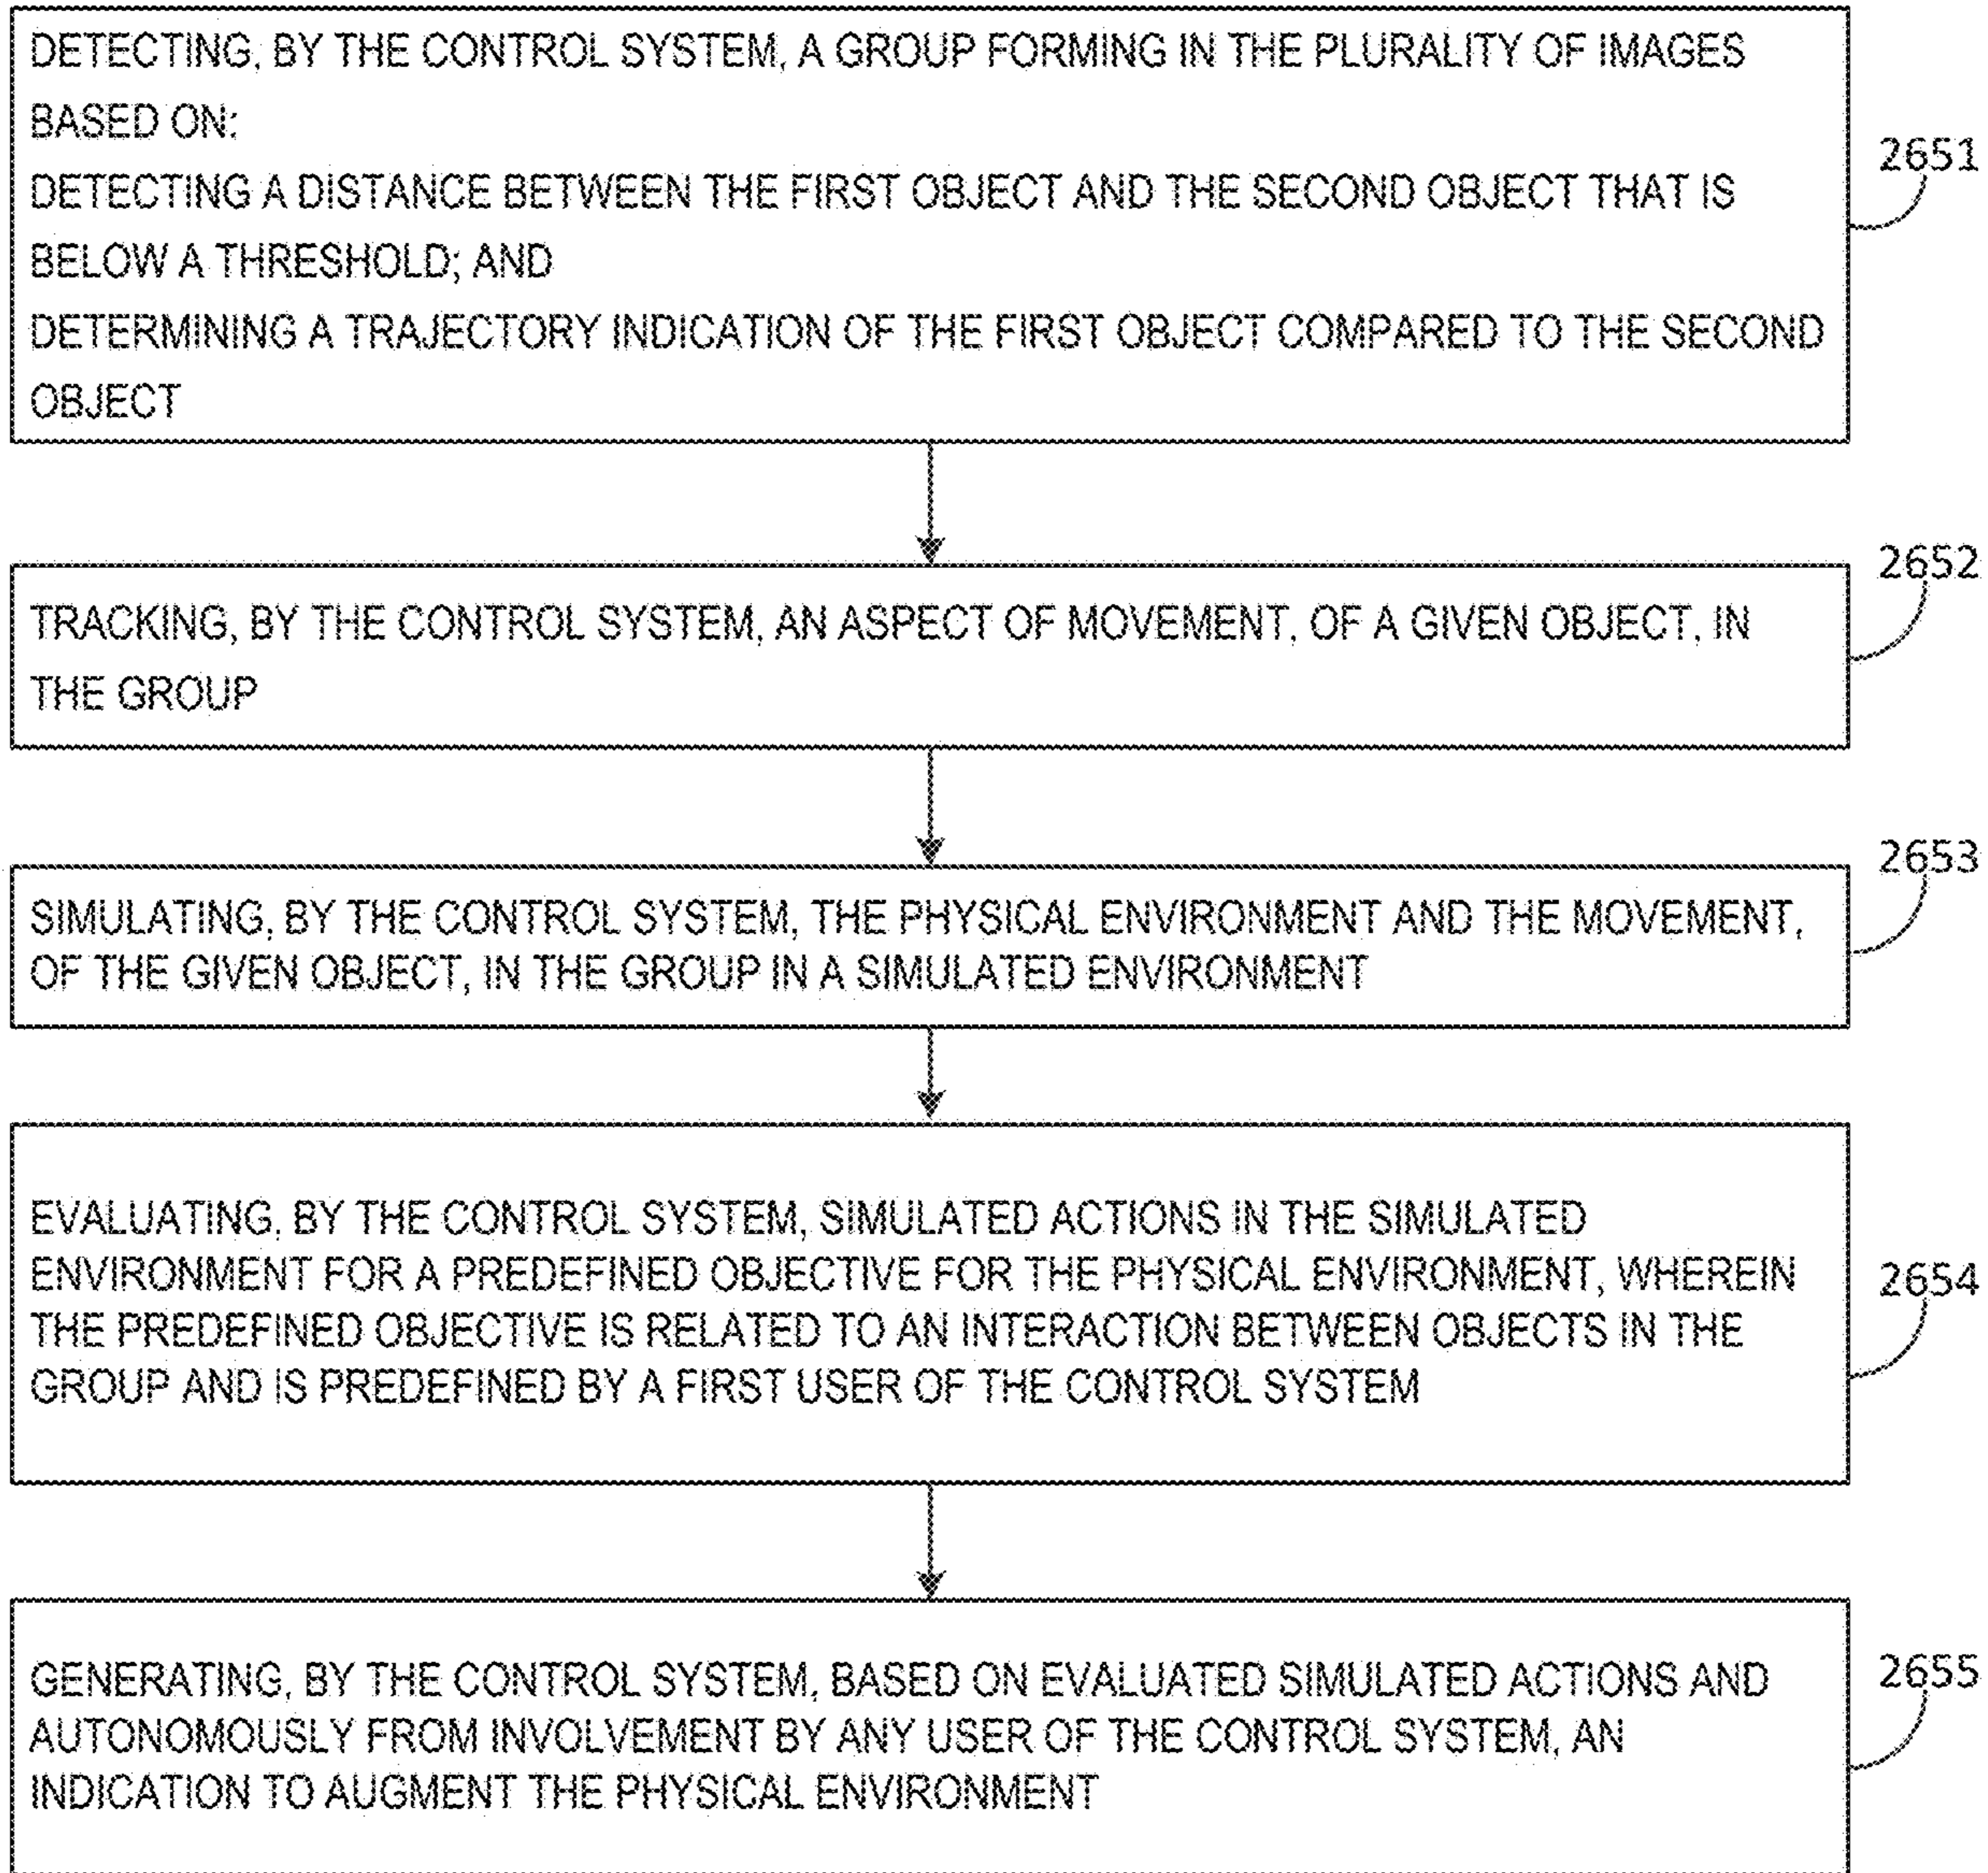 DETECTING, BY THE CONTROL SYSTEM, A GROUP FORMING IN THE PLURALITY OF IMAGES
BASED ON:
DETECTING A DISTANCE BETWEEN THE FIRST OBJECT AND THE SECOND OBJECT THAT IS
BELOW A THRESHOLD; AND
DETERMINING A TRAJECTORY INDICATION OF THE FIRST OBJECT COMPARED TO THE SECOND
OBJECT
2651
TRACKING, BY THE CONTROL SYSTEM, AN ASPECT OF MOVEMENT, OF A GIVEN OBJECT, IN
THE GROUP
2652
SIMULATING, BY THE CONTROL SYSTEM, THE PHYSICAL ENVIRONMENT AND THE MOVEMENT,
OF THE GIVEN OBJECT, IN THE GROUP IN A SIMULATED ENVIRONMENT
2653
EVALUATING, BY THE CONTROL SYSTEM, SIMULATED ACTIONS IN THE SIMULATED
ENVIRONMENT FOR A PREDEFINED OBJECTIVE FOR THE PHYSICAL ENVIRONMENT, WHEREIN
THE PREDEFINED OBJECTIVE IS RELATED TO AN INTERACTION BETWEEN OBJECTS IN THE
GROUP AND IS PREDEFINED BY A FIRST USER OF THE CONTROL SYSTEM
2654
GENERATING, BY THE CONTROL SYSTEM, BASED ON EVALUATED SIMULATED ACTIONS AND
AUTONOMOUSLY FROM INVOLVEMENT BY ANY USER OF THE CONTROL SYSTEM, AN
INDICATION TO AUGMENT THE PHYSICAL ENVIRONMENT
2655